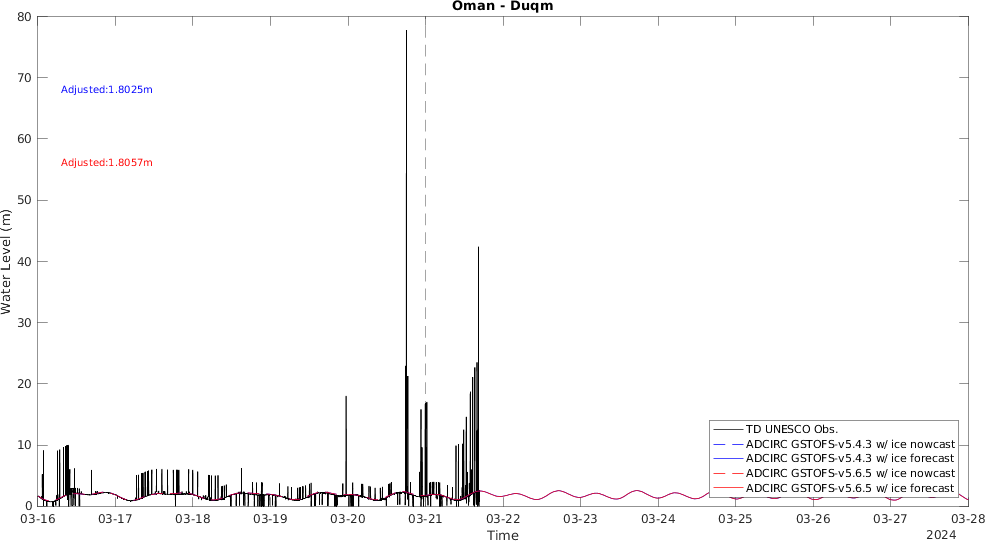 Oman - Duqm
80
70
60
50
40
30
20
10
0
Water Level (m)
Adjusted:1.8025m
Adjusted:1.8057m
TD UNESCO Obs.
ADCIRC GSTOFS-v5.4.3 w/ ice nowcast
ADCIRC GSTOFS-v5.4.3 w/ ice forecast
ADCIRC GSTOFS-v5.6.5 w/ ice nowcast
ADCIRC GSTOFS-v5.6.5 w/ ice forecast
03-16 03-17 03-18 03-19 03-20 03-21 03-22 03-23 03-24 03-25 03-26 03-27 03-28
Time
2024